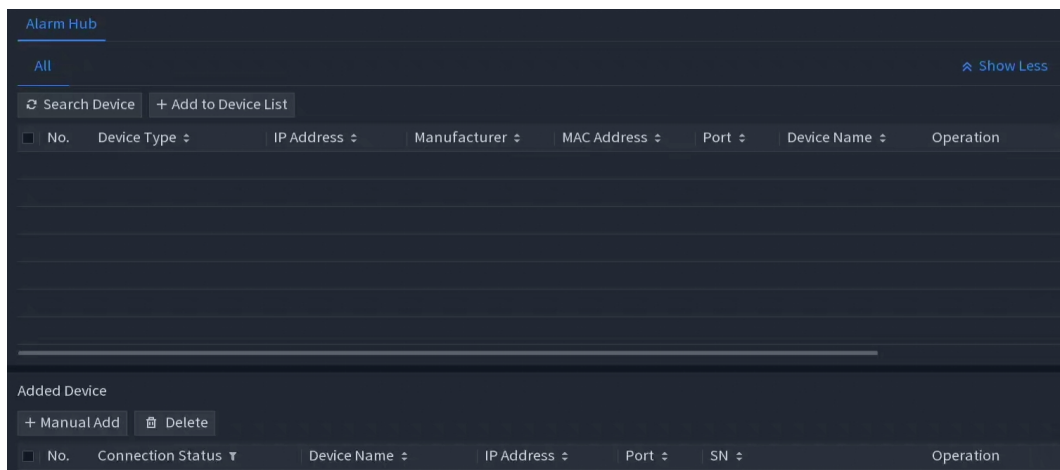 Alarm Hub
All
Show Less
Search Device + Add to Device List
No. Device Type IP Address Manufacturer MAC Address Port Device Name Operation
Added Device
+ Manual Add Delete
No. Connection Status Device Name IP Address Port SN Operation